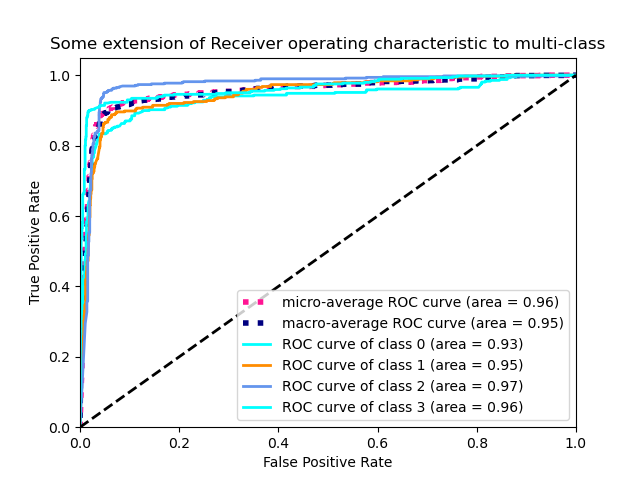 Some extension of Receiver operating characteristic to multi-class
1.0
0.8
0.6
0.4
0.2
0.0
True Positive Rate
micro-average ROC curve (area = 0.96)
macro-average ROC curve (area = 0.95)
ROC curve of class 0 (area = 0.93)
ROC curve of class 1 (area = 0.95)
ROC curve of class 2 (area = 0.97)
ROC curve of class 3 (area = 0.96)
0.0 0.2 0.4 0.6 0.8 1.0
False Positive Rate